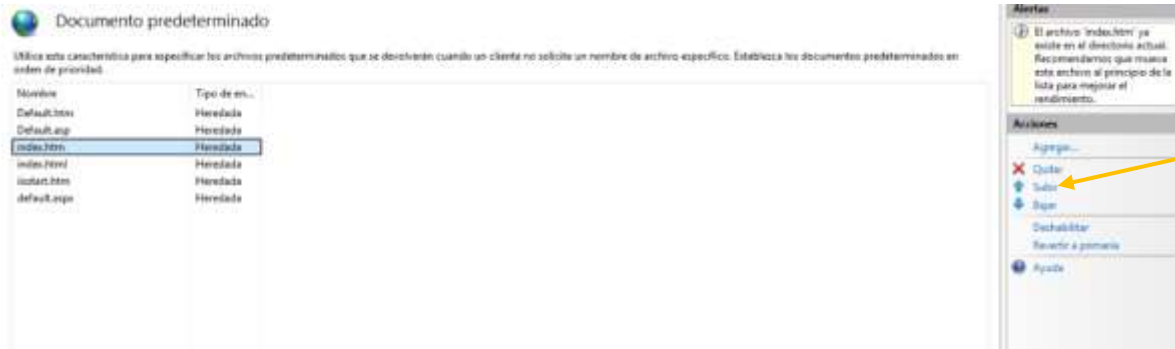 Documento predeterminado
Utilice esta característica para especificar los archivos predeterminados que se devolverán cuando un cliente no solicite un nombre de archivo específico. Establezca los documentos predeterminados en
orden de prioridad.
Nombre Tipo de en...
Default.htm Heredada
Default.asp Heredada
index.htm Heredada
index.html Heredada
iisstart.htm Heredada
default.aspx Heredada
Alertas
El archivo 'index.htm' ya
existe en el directorio actual.
Recomendamos que mueva
este archivo al principio de la
lista para mejorar el
rendimiento.
Acciones
Agregar...
Quitar
Subir
Bajar
Deshabilitar
Revertir a primaria
Ayuda